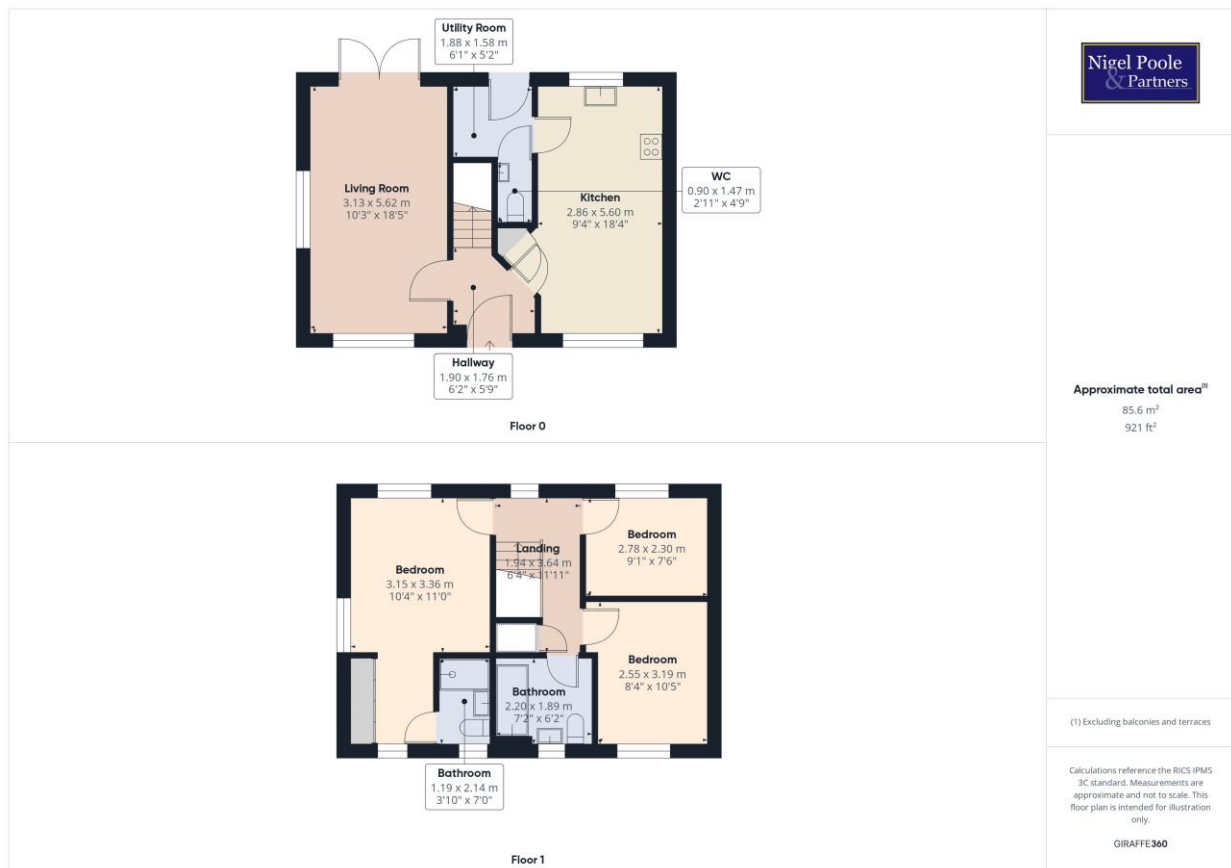 Utility Room
1.88 x 1.58 m
6'1" x 5'2"
Living Room
3.13 x 5.62 m
10'3" x 18'5"
Kitchen
2.86 x 5.60 m
9'4" x 18'4"
WC
0.90 x 1.47 m
2'11" x 4'9"
Hallway
1.90 x 1.76 m
6'2" x 5'9"
Floor 0
Bedroom
3.15 x 3.36 m
10'4" x 11'0"
Landing
1.94 x 3.64 m
6'4" x 11'11"
Bedroom
2.78 x 2.30 m
9'1" x 7'6"
Bedroom
2.55 x 3.19 m
8'4" x 10'5"
Bathroom
2.20 x 1.89 m
7'2" x 6'2"
Bathroom
1.19 x 2.14 m
3'10" x 7'0"
Floor 1
Nigel Poole
& Partners
Approximate total area(1)
85.6 m²
921 ft²
(1) Excluding balconies and terraces
Calculations reference the RICS IPMS
3C standard. Measurements are
approximate and not to scale. This
floor plan is intended for illustration
only.
GIRAFFE360